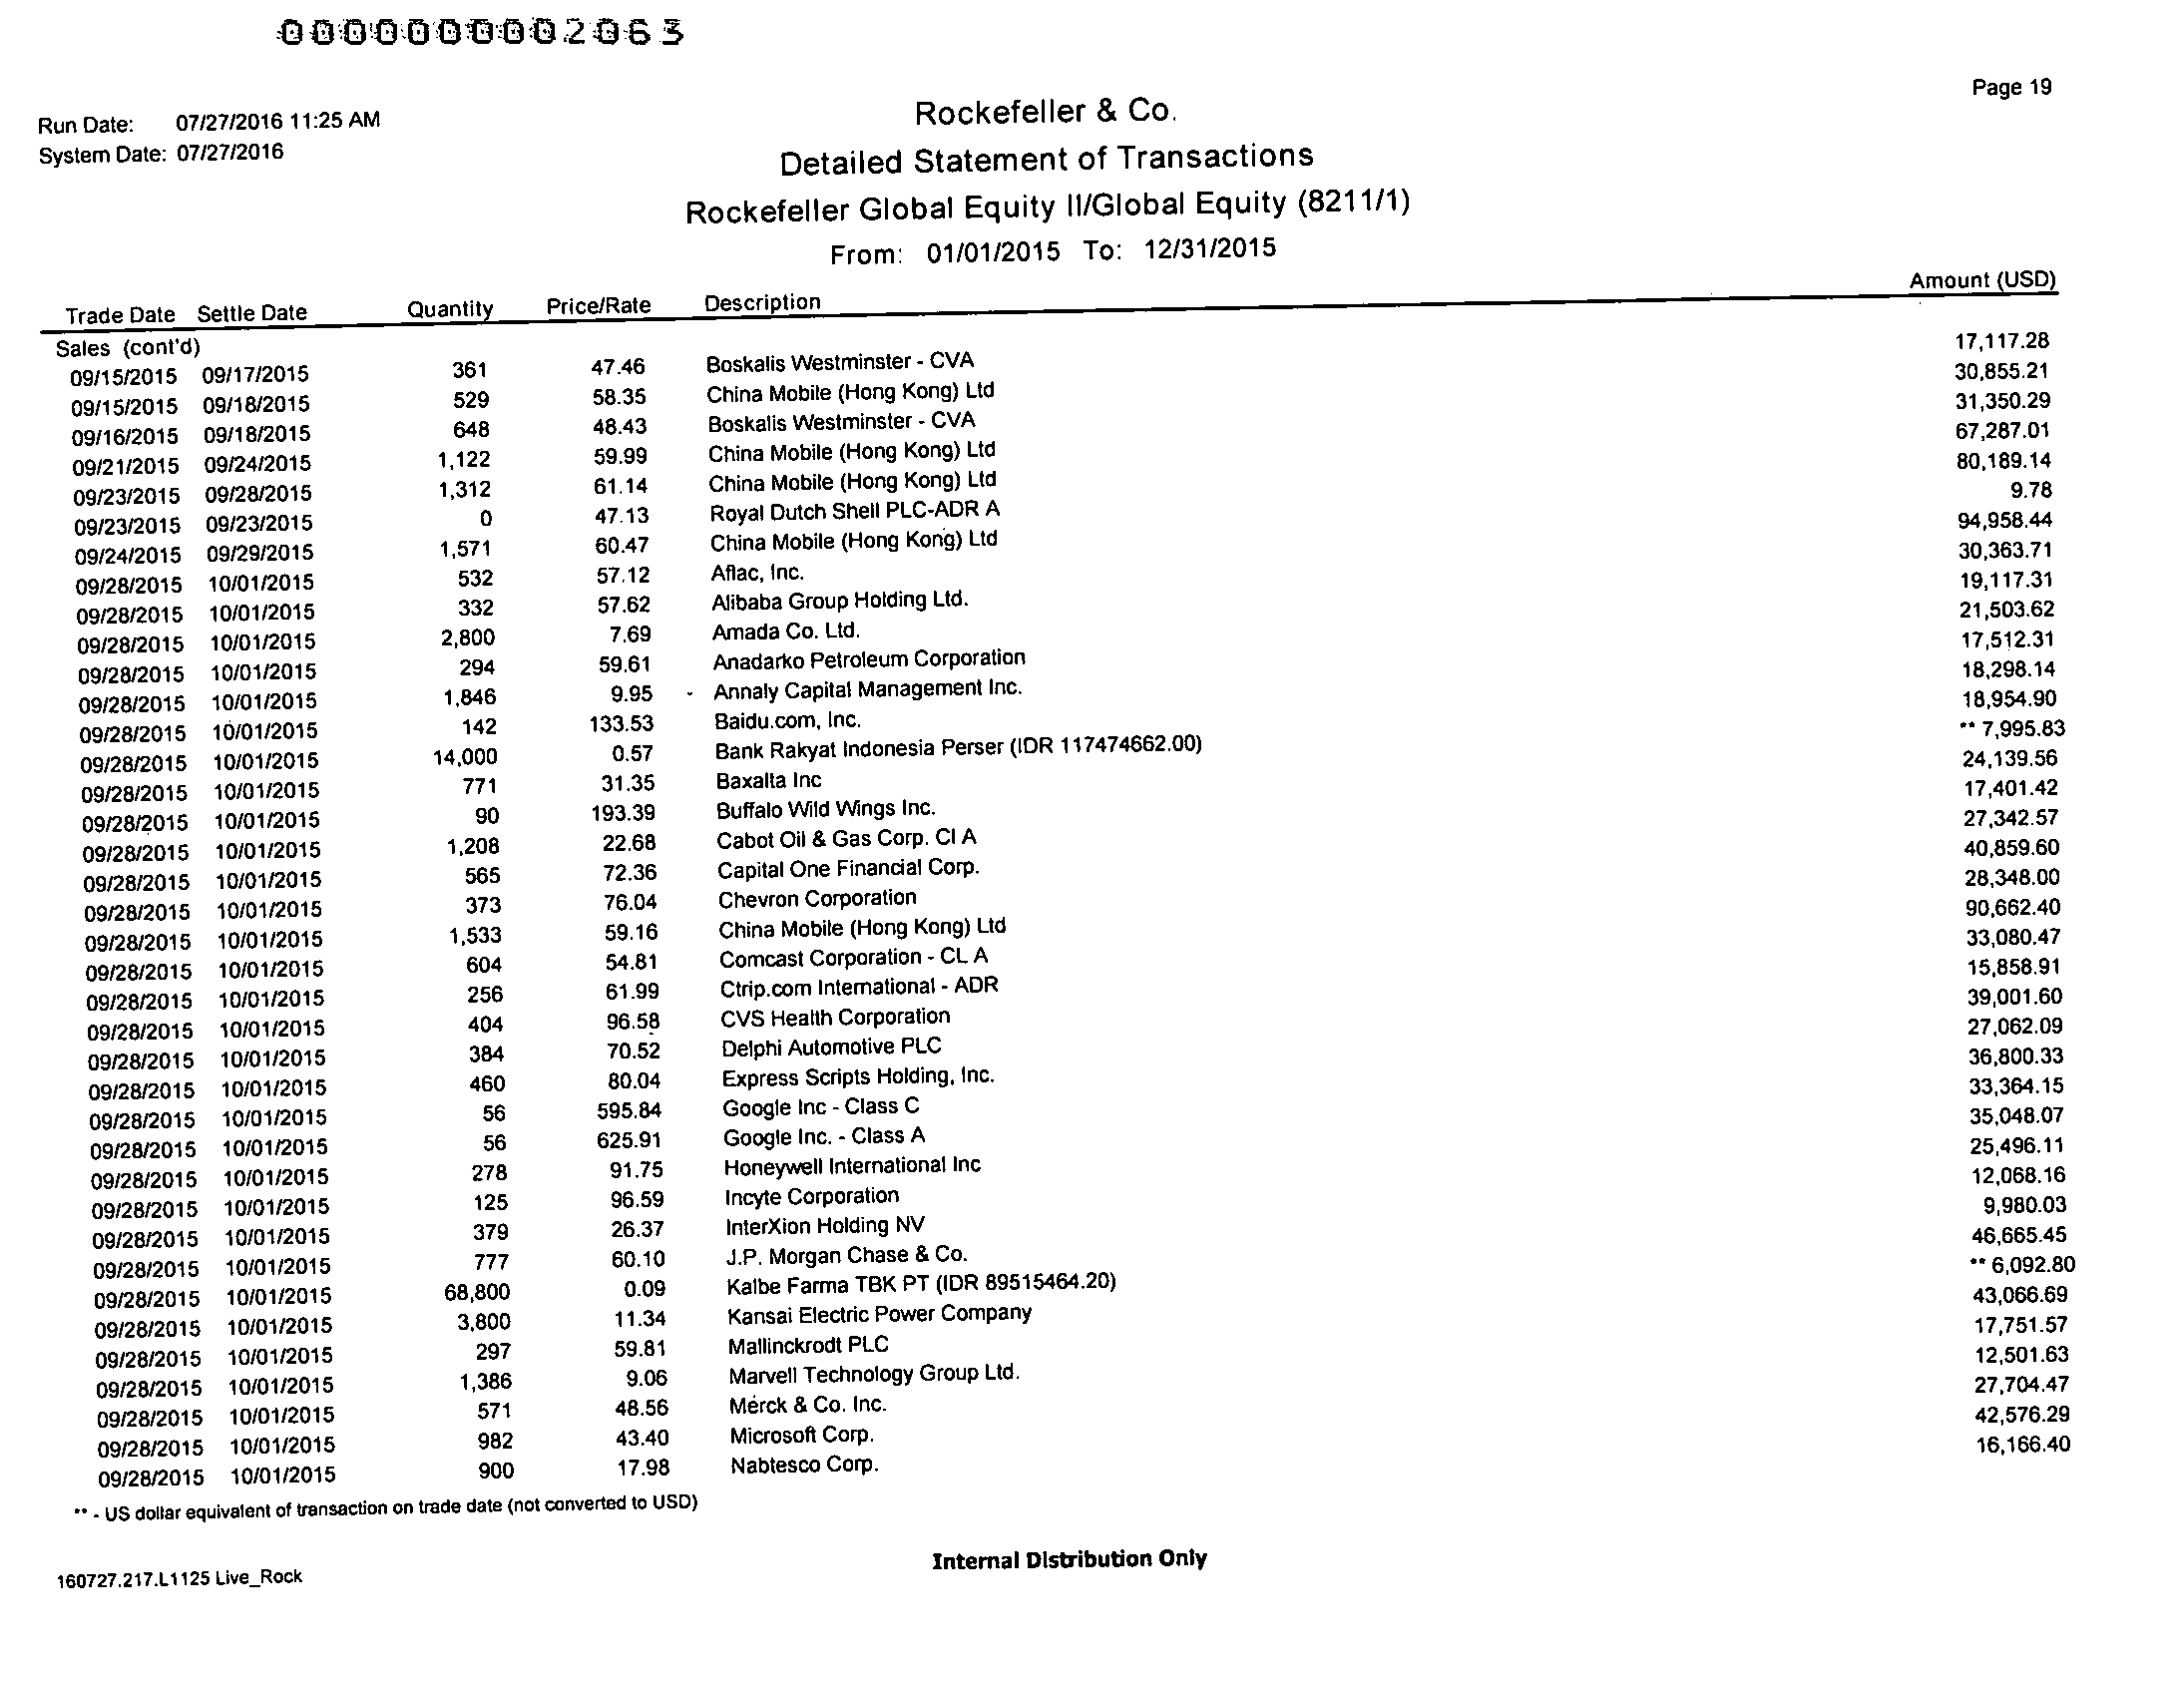 0000000002063
Page 19
Run Date: 07/27/2016 11:25 AM
System Date: 07/27/2016
Rockefeller & Co.
Detailed Statement of Transactions
Rockefeller Global Equity II/Global Equity (8211/1)
From: 01/01/2015 To: 12/31/2015
Trade Date Settle Date Quantity Price/Rate Description Amount (USD)
Sales (cont'd)
09/15/2015 09/17/2015 361 47.46 Boskalis Westminster - CVA 17,117.28
09/15/2015 09/18/2015 529 58.35 China Mobile (Hong Kong) Ltd 30,855.21
09/16/2015 09/18/2015 648 48.43 Boskalis Westminster - CVA 31,350.29
09/21/2015 09/24/2015 1,122 59.99 China Mobile (Hong Kong) Ltd 67,287.01
09/23/2015 09/28/2015 1,312 61.14 China Mobile (Hong Kong) Ltd 80,189.14
09/23/2015 09/23/2015 0 47.13 Royal Dutch Shell PLC-ADR A 9.78
09/24/2015 09/29/2015 1,571 60.47 China Mobile (Hong Kong) Ltd 94,958.44
09/28/2015 10/01/2015 532 57.12 Aflac, Inc. 30,363.71
09/28/2015 10/01/2015 332 57.62 Alibaba Group Holding Ltd. 19,117.31
09/28/2015 10/01/2015 2,800 7.69 Amada Co. Ltd. 21,503.62
09/28/2015 10/01/2015 294 59.61 Anadarko Petroleum Corporation 17,512.31
09/28/2015 10/01/2015 1,846 9.95 - Annaly Capital Management Inc. 18,298.14
09/28/2015 10/01/2015 142 133.53 Baidu.com, Inc. 18,954.90
09/28/2015 10/01/2015 14,000 0.57 Bank Rakyat Indonesia Perser (IDR 117474662.00) ** 7,995.83
09/28/2015 10/01/2015 771 31.35 Baxalta Inc 24,139.56
09/28/2015 10/01/2015 90 193.39 Buffalo Wild Wings Inc. 17,401.42
09/28/2015 10/01/2015 1,208 22.68 Cabot Oil & Gas Corp. Cl A 27,342.57
09/28/2015 10/01/2015 565 72.36 Capital One Financial Corp. 40,859.60
09/28/2015 10/01/2015 373 76.04 Chevron Corporation 28,348.00
09/28/2015 10/01/2015 1,533 59.16 China Mobile (Hong Kong) Ltd 90,662.40
09/28/2015 10/01/2015 604 54.81 Comcast Corporation - CL A 33,080.47
09/28/2015 10/01/2015 256 61.99 Ctrip.com International - ADR 15,858.91
09/28/2015 10/01/2015 404 96.58 CVS Health Corporation 39,001.60
09/28/2015 10/01/2015 384 70.52 Delphi Automotive PLC 27,062.09
09/28/2015 10/01/2015 460 80.04 Express Scripts Holding, Inc. 36,800.33
09/28/2015 10/01/2015 56 595.84 Google Inc - Class C 33,364.15
09/28/2015 10/01/2015 56 625.91 Google Inc. - Class A 35,048.07
09/28/2015 10/01/2015 278 91.75 Honeywell International Inc 25,496.11
09/28/2015 10/01/2015 125 96.59 Incyte Corporation 12,068.16
09/28/2015 10/01/2015 379 26.37 InterXion Holding NV 9,980.03
09/28/2015 10/01/2015 777 60.10 J.P. Morgan Chase & Co. 46,665.45
09/28/2015 10/01/2015 68,800 0.09 Kalbe Farma TBK PT (IDR 89515464.20) ** 6,092.80
09/28/2015 10/01/2015 3,800 11.34 Kansai Electric Power Company 43,066.69
09/28/2015 10/01/2015 297 59.81 Mallinckrodt PLC 17,751.57
09/28/2015 10/01/2015 1,386 9.06 Marvell Technology Group Ltd. 12,501.63
09/28/2015 10/01/2015 571 48.56 Merck & Co. Inc. 27,704.47
09/28/2015 10/01/2015 982 43.40 Microsoft Corp. 42,576.29
09/28/2015 10/01/2015 900 17.98 Nabtesco Corp. 16,166.40
** - US dollar equivalent of transaction on trade date (not converted to USD)
Internal Distribution Only
160727.217.L1125 Live_Rock